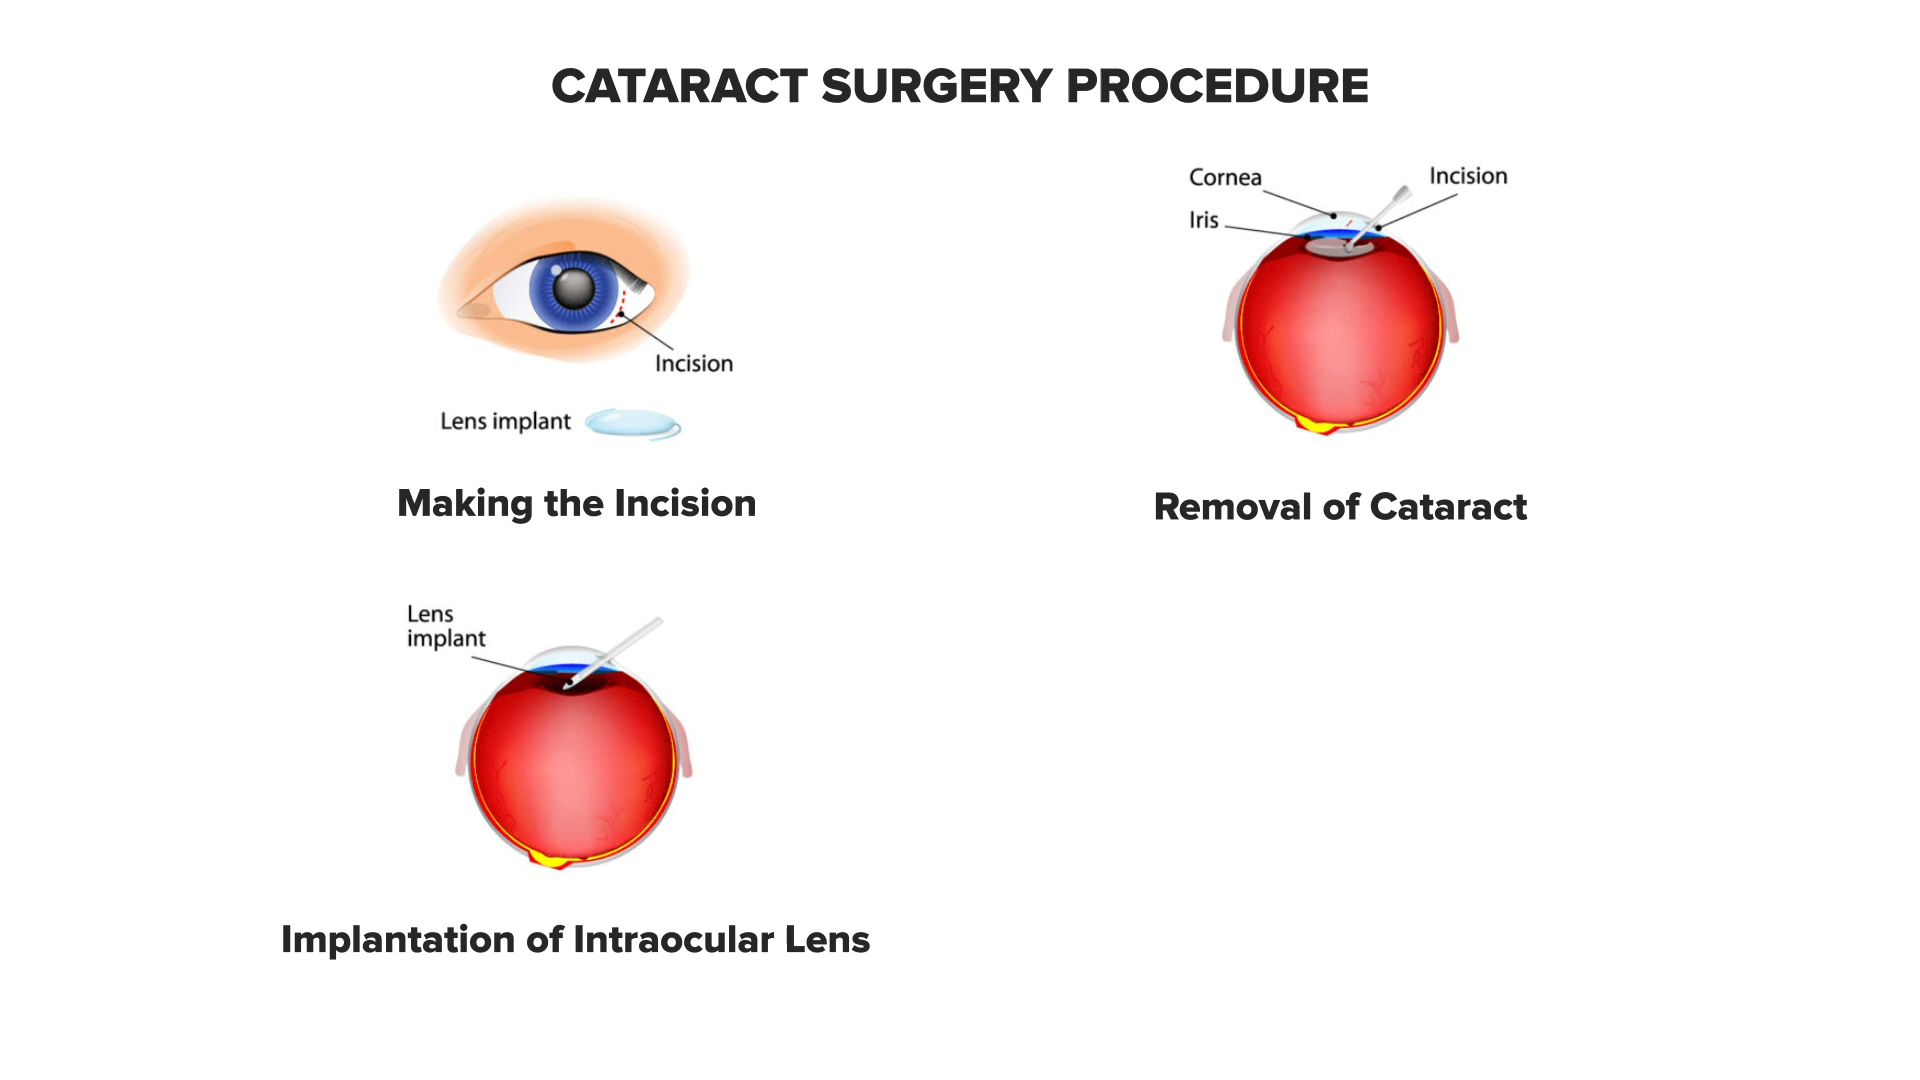 CATARACT SURGERY PROCEDURE
Incision
Lens implant
Making the Incision
Cornea
Incision
Iris
Removal of Cataract
Lens
implant
Implantation of Intraocular Lens